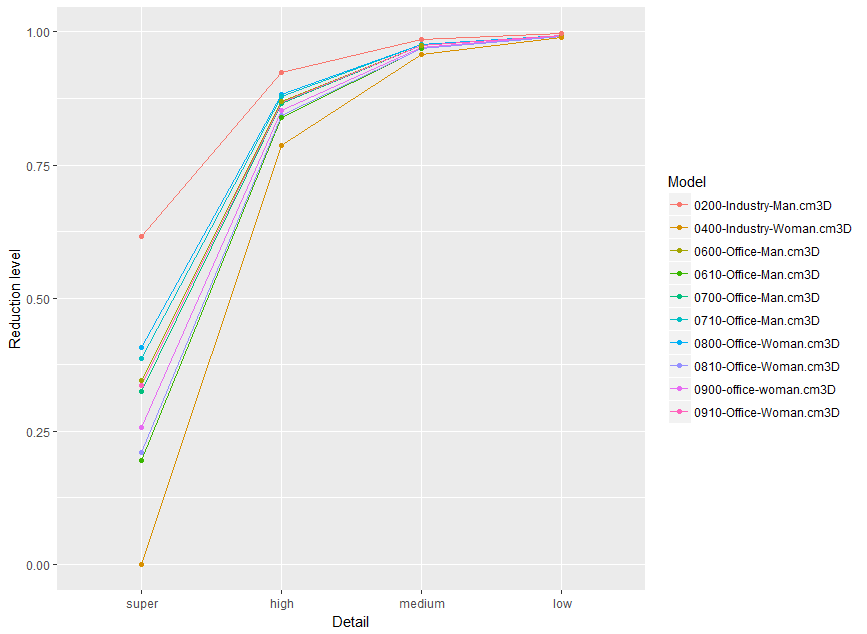 1.00
0.75
0.50
0.25
0.00
Reduction level
super high medium low
Detail
Model
0200-Industry-Man.cm3D
0400-Industry-Woman.cm3D
0600-Office-Man.cm3D
0610-Office-Man.cm3D
0700-Office-Man.cm3D
0710-Office-Man.cm3D
0800-Office-Woman.cm3D
0810-Office-Woman.cm3D
0900-office-woman.cm3D
0910-Office-Woman.cm3D